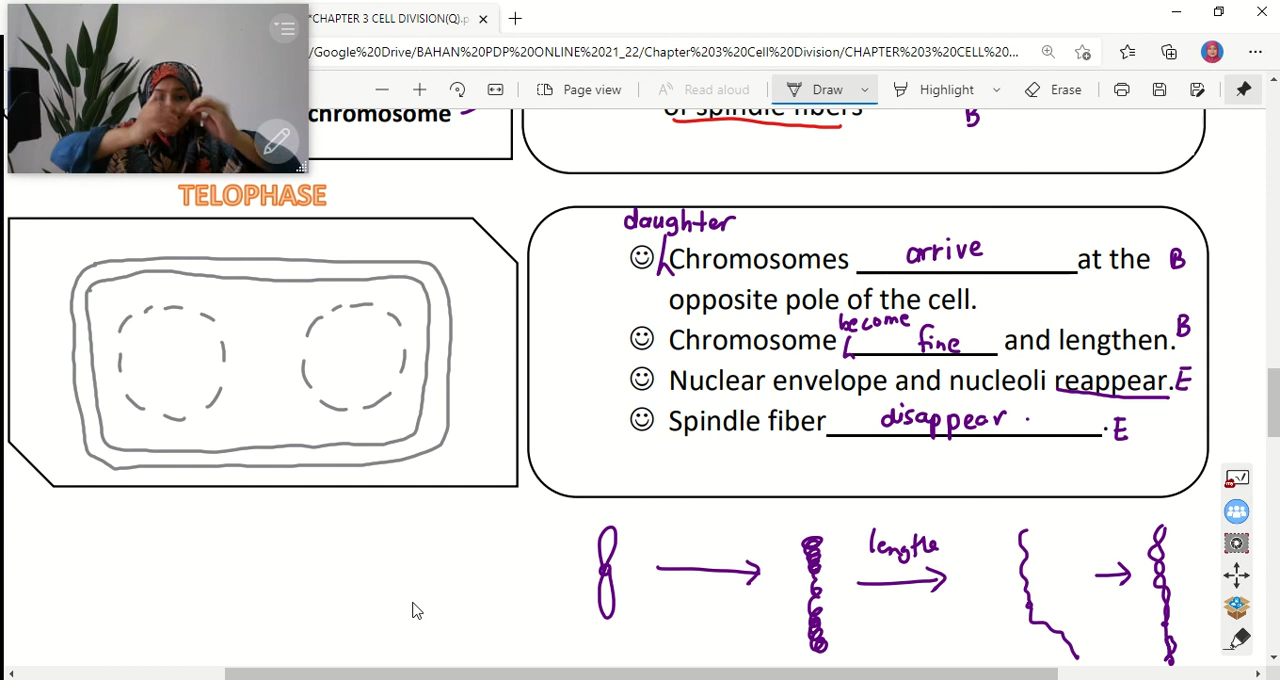 *CHAPTER 3 CELL DIVISION(Q).p
/Google%20Drive/BAHAN%20PDP%20ONLINE%202021_22/Chapter%203%20Cell%20Division/CHAPTER%203%20CELL%20...
Page view
Read aloud
Draw
Highlight
Erase
chromosome
of spindle fibers
B
TELOPHASE
daughter
Chromosomes arrive at the B
opposite pole of the cell.
become
Chromosome fine and lengthen. B
Nuclear envelope and nucleoli reappear. E
Spindle fiber disappear . E